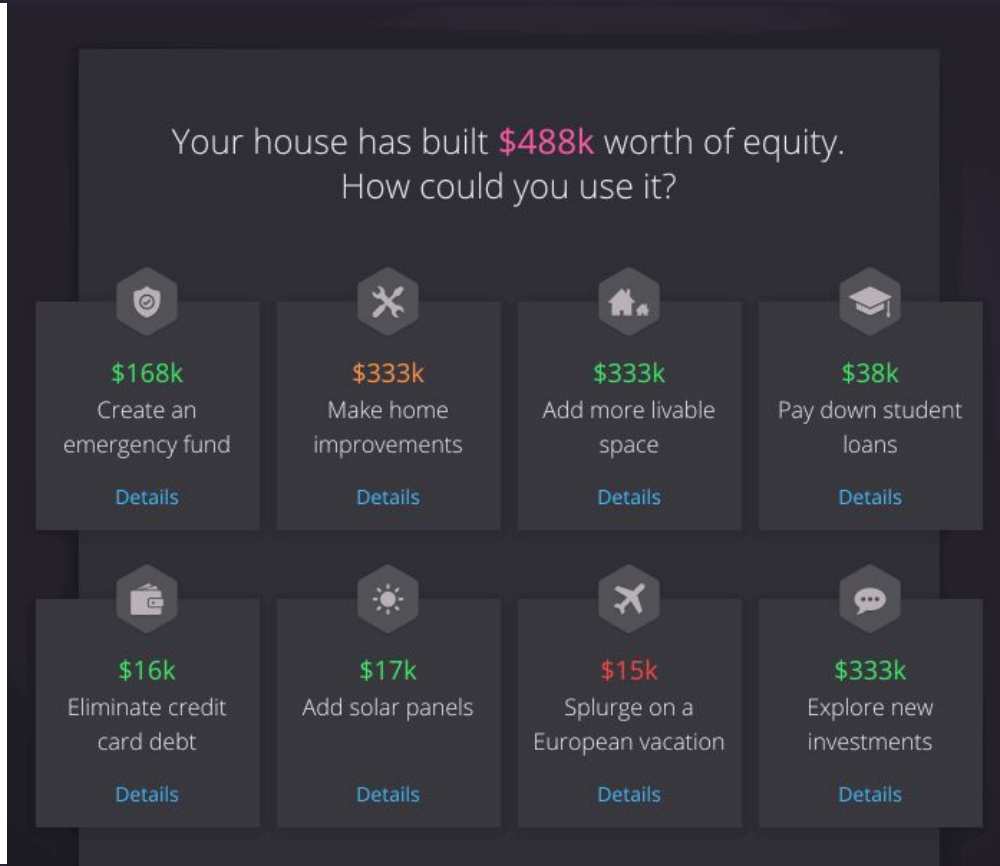 Your house has built $488k worth of equity.
How could you use it?
$168k
Create an
emergency fund
Details
$333k
Make home
improvements
Details
$333k
Add more livable
space
Details
$38k
Pay down student
loans
Details
$16k
Eliminate credit
card debt
Details
$17k
Add solar panels
Details
$15k
Splurge on a
European vacation
Details
$333k
Explore new
investments
Details